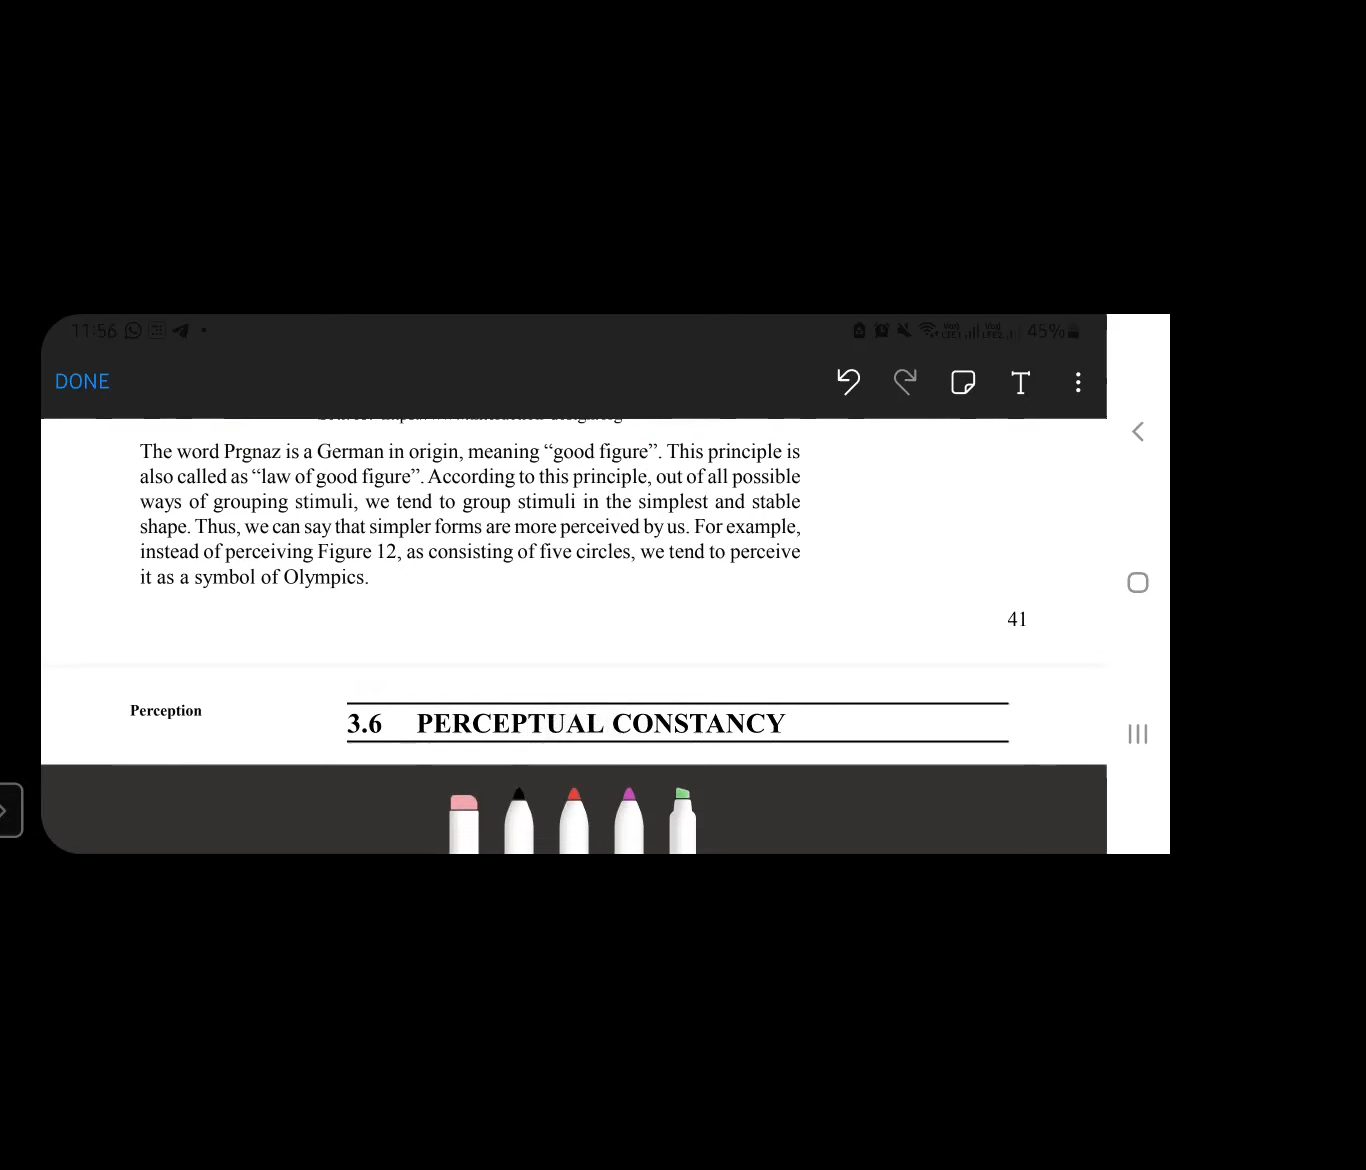 11:56
45%
DONE
The word Prgnaz is a German in origin, meaning “good figure”. This principle is
also called as “law of good figure”. According to this principle, out of all possible
ways of grouping stimuli, we tend to group stimuli in the simplest and stable
shape. Thus, we can say that simpler forms are more perceived by us. For example,
instead of perceiving Figure 12, as consisting of five circles, we tend to perceive
it as a symbol of Olympics.
41
Perception
3.6 PERCEPTUAL CONSTANCY